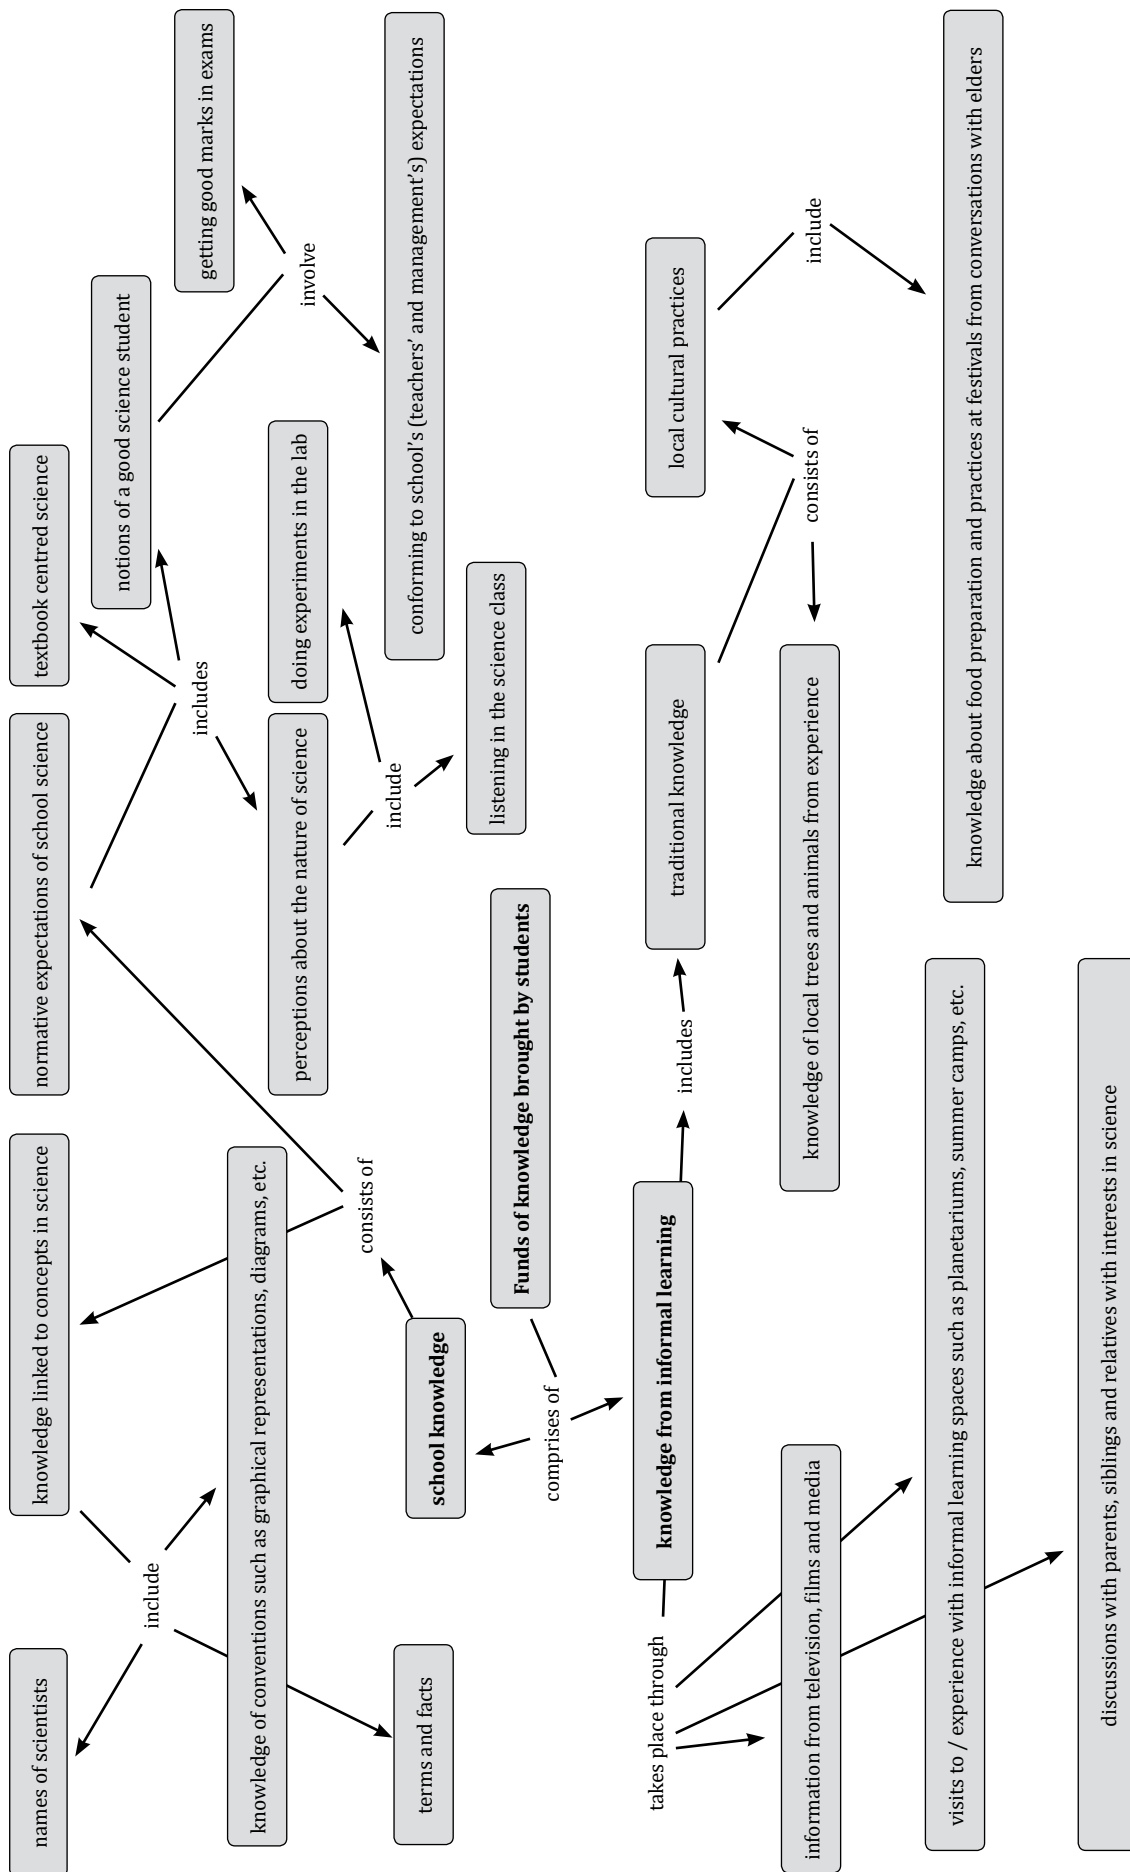 names of scientists
knowledge linked to concepts in science
normative expectations of school science
textbook centred science
notions of a good science student
include
getting good marks in exams
includes
knowledge of conventions such as graphical representations, diagrams, etc.
perceptions about the nature of science
doing experiments in the lab
involve
consists of
include
conforming to school’s (teachers’ and management’s) expectations
terms and facts
school knowledge
listening in the science class
Funds of knowledge brought by students
comprises of
takes place through
knowledge from informal learning
includes
traditional knowledge
local cultural practices
information from television, films and media
knowledge of local trees and animals from experience
consists of
include
visits to / experience with informal learning spaces such as planetariums, summer camps, etc.
knowledge about food preparation and practices at festivals from conversations with elders
discussions with parents, siblings and relatives with interests in science